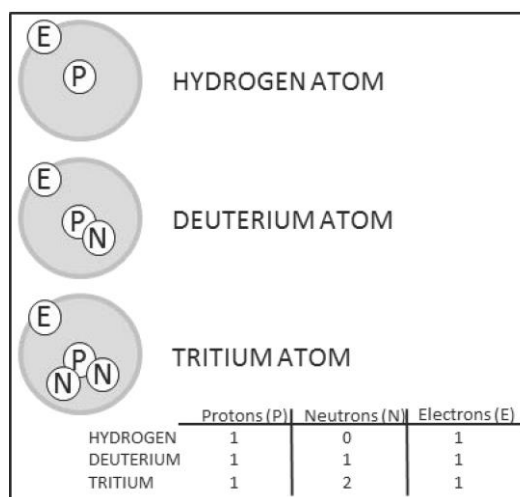 E
P
HYDROGEN ATOM
E
P
N
DEUTERIUM ATOM
E
P
N N
TRITIUM ATOM
Protons (P) Neutrons (N) Electrons (E)
HYDROGEN 1 0 1
DEUTERIUM 1 1 1
TRITIUM 1 2 1